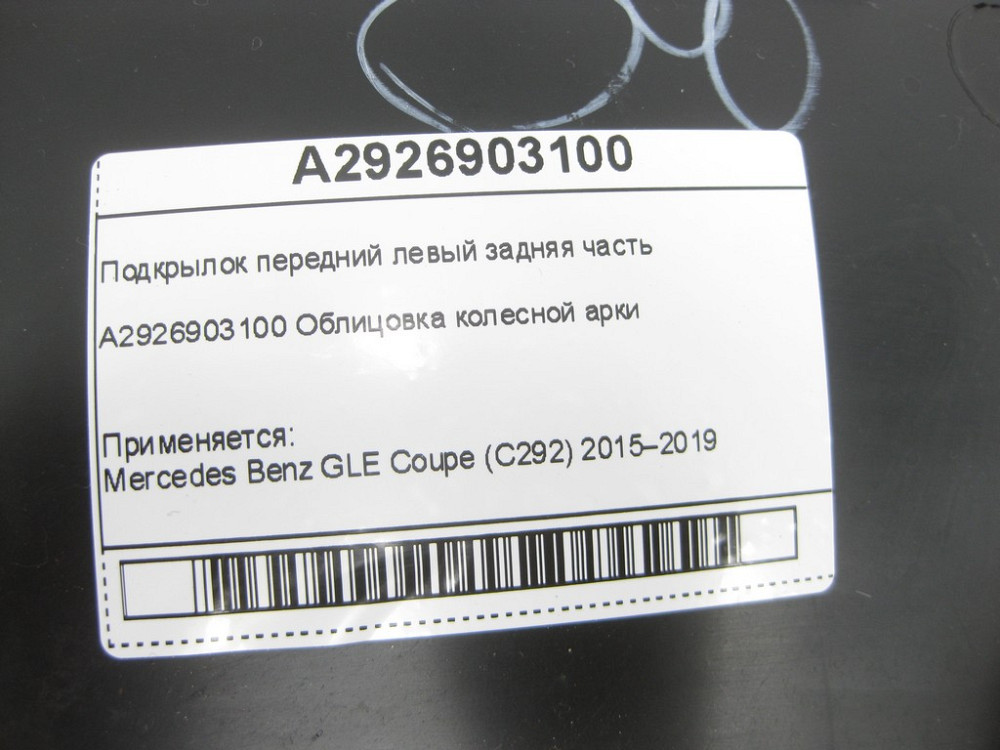 A2926903100
Подкрылок передний левый задняя часть
A2926903100 Облицовка колесной арки
Применяется:
Mercedes Benz GLE Coupe (C292) 2015–2019